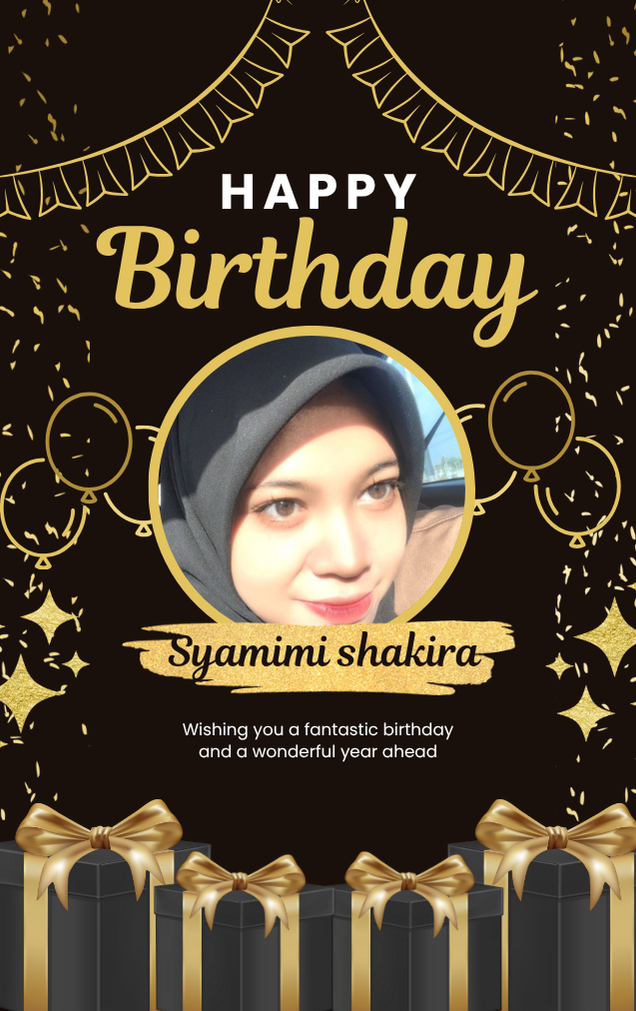 HAPPY
Birthday
Syamimi shakira
Wishing you a fantastic birthday
and a wonderful year ahead